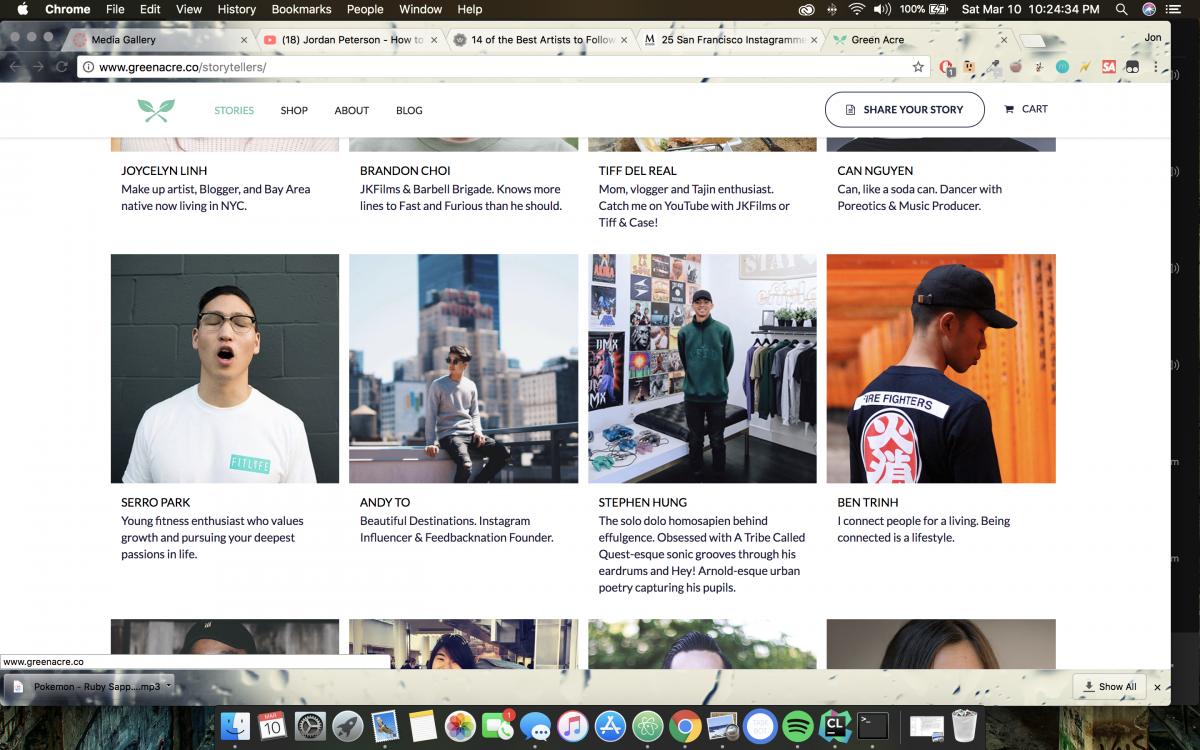 Chrome File Edit View History Bookmarks People Window Help 100% Sat Mar 10 10:24:34 PM
Media Gallery (18) Jordan Peterson - How to 14 of the Best Artists to Follow M 25 San Francisco Instagramme Green Acre Jon
www.greenacre.co/storytellers/ 1 SA
STORIES SHOP ABOUT BLOG SHARE YOUR STORY CART
JOYCELYN LINH
Make up artist, Blogger, and Bay Area
native now living in NYC.
BRANDON CHOI
JKFilms & Barbell Brigade. Knows more
lines to Fast and Furious than he should.
TIFF DEL REAL
Mom, vlogger and Tajin enthusiast.
Catch me on YouTube with JKFilms or
Tiff & Case!
CAN NGUYEN
Can, like a soda can. Dancer with
Poreotics & Music Producer.
FITLIFE
AKIRA
DMX
FIRE FIGHTERS
火消
SERRO PARK
Young fitness enthusiast who values
growth and pursuing your deepest
passions in life.
ANDY TO
Beautiful Destinations. Instagram
Influencer & Feedbacknation Founder.
STEPHEN HUNG
The solo dolo homosapien behind
effulgence. Obsessed with A Tribe Called
Quest-esque sonic grooves through his
eardrums and Hey! Arnold-esque urban
poetry capturing his pupils.
BEN TRINH
I connect people for a living. Being
connected is a lifestyle.
www.greenacre.co
Pokemon - Ruby Sapp....mp3 Show All
MAR
10
1
CL
>_